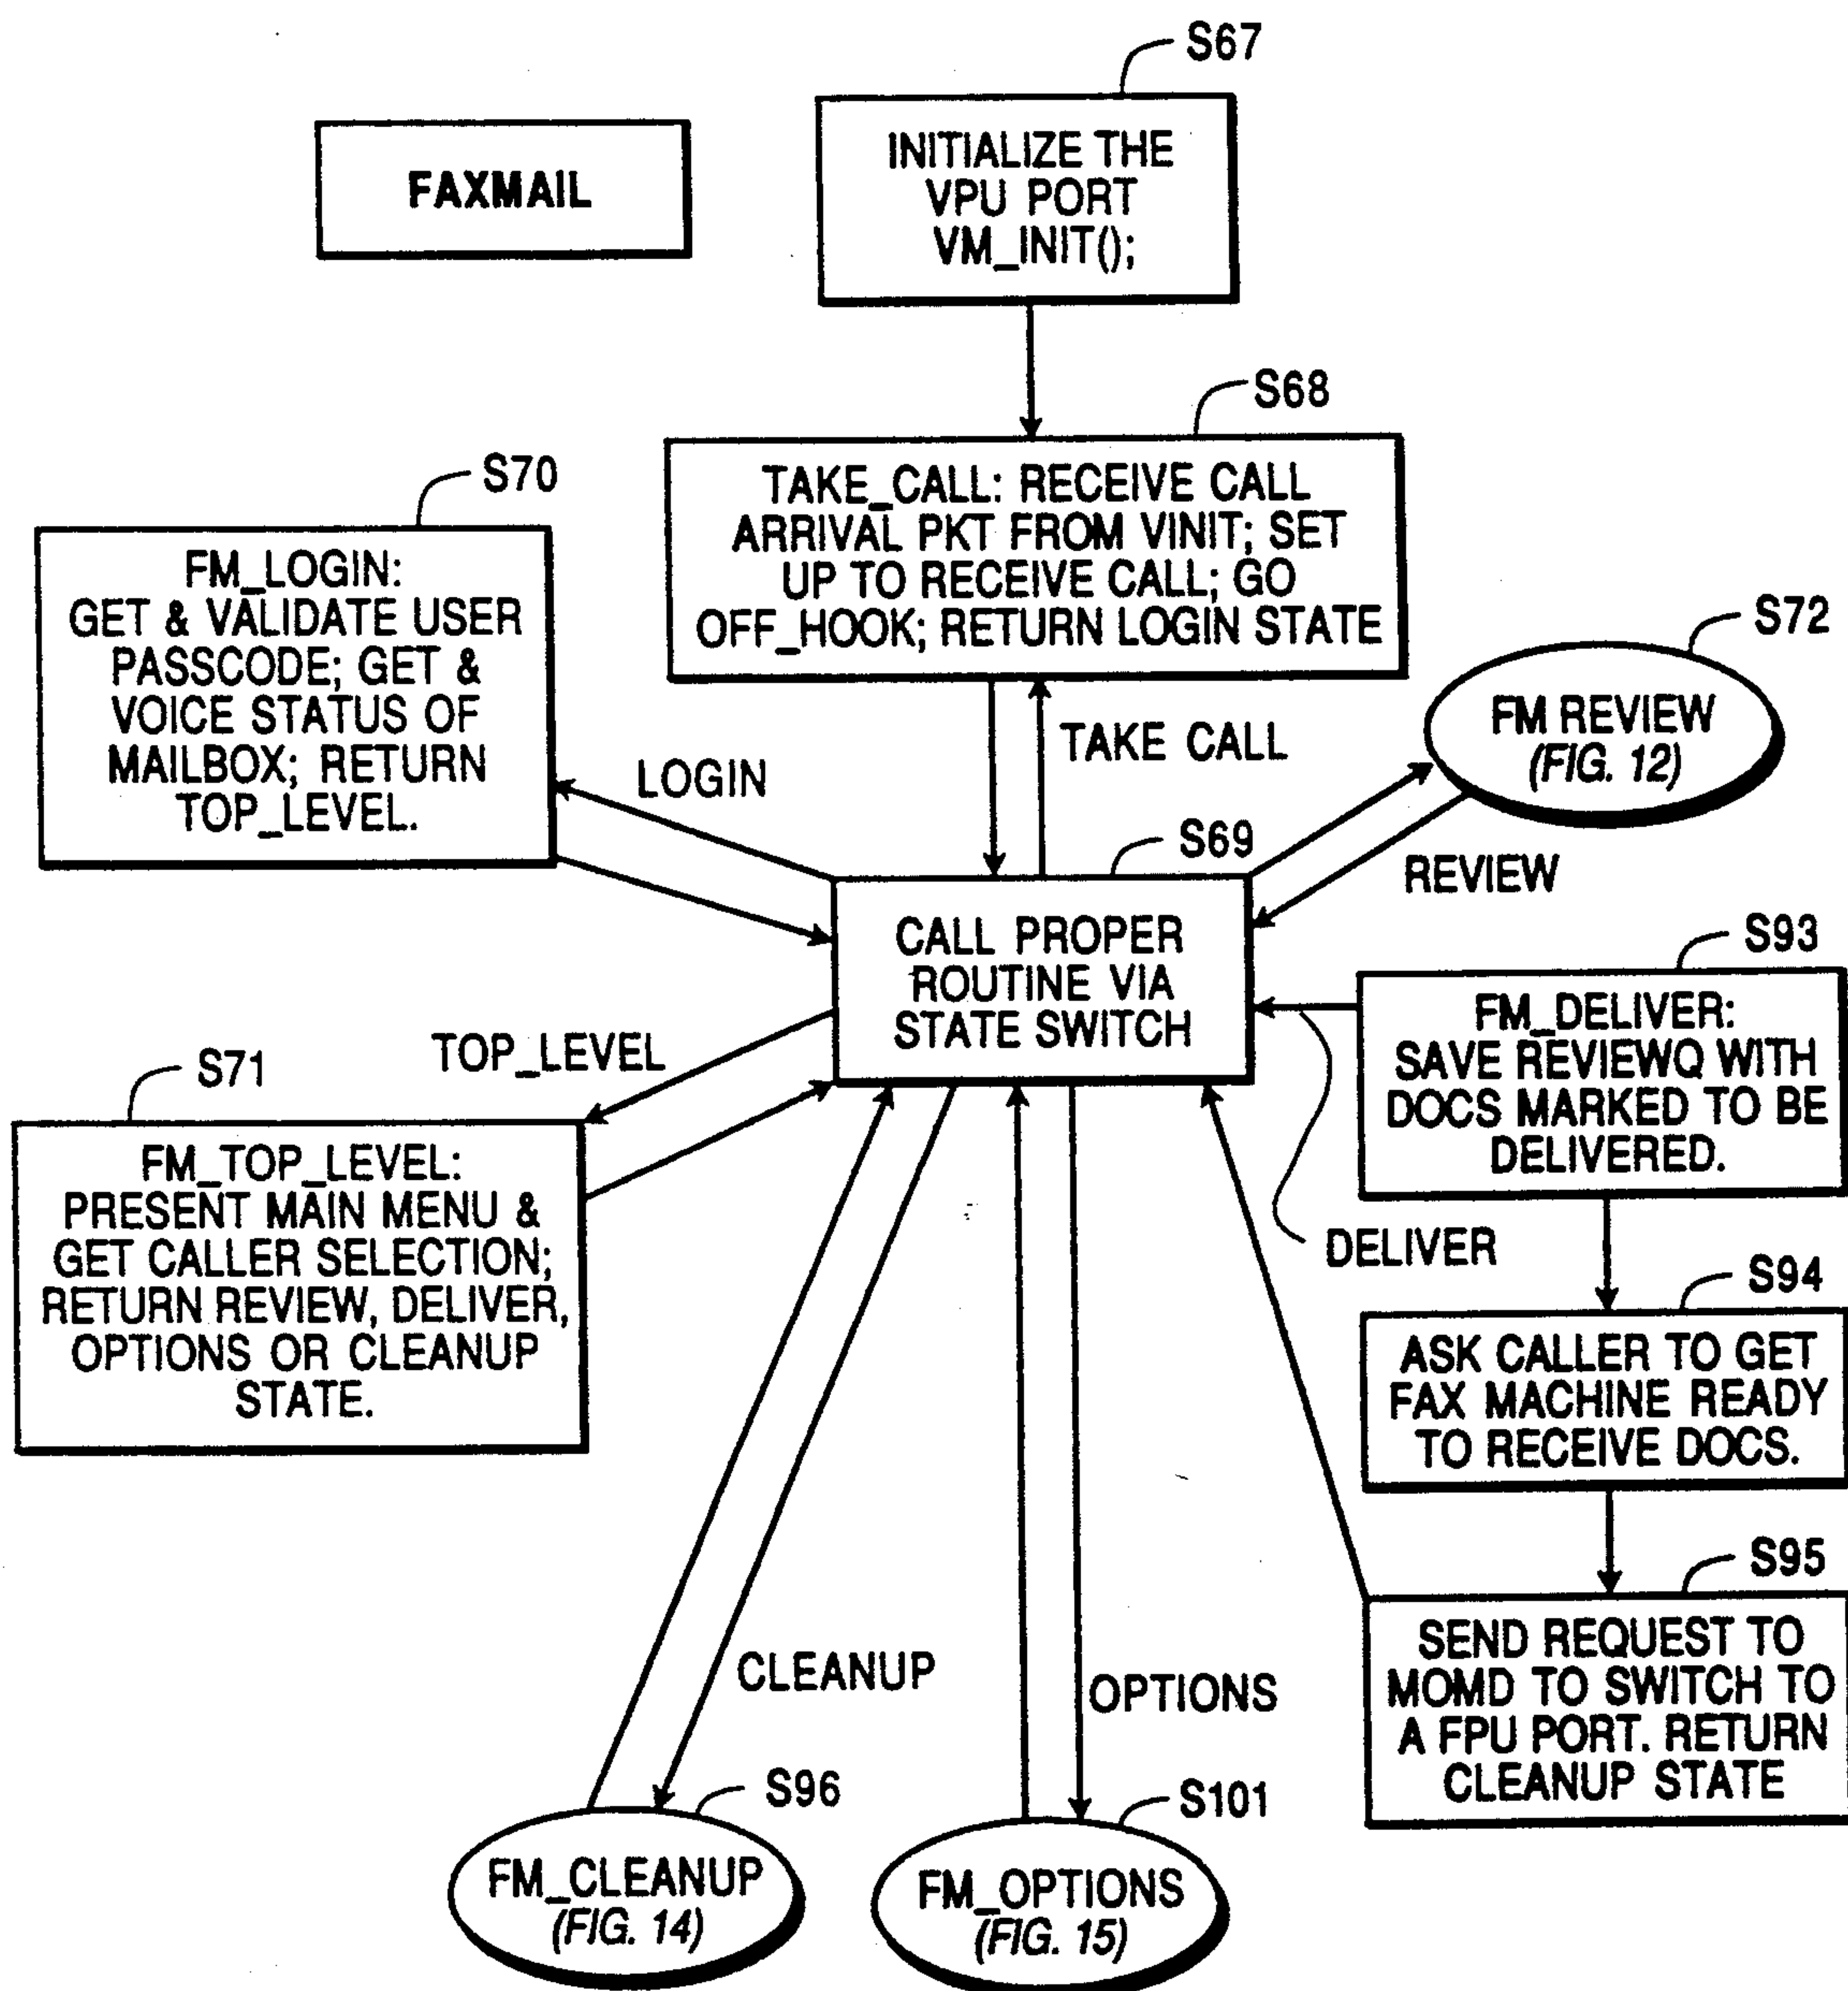 S67
FAXMAIL
INITIALIZE THE
VPU PORT
VM_INIT();
S68
TAKE_CALL: RECEIVE CALL
ARRIVAL PKT FROM VINIT; SET
UP TO RECEIVE CALL; GO
OFF_HOOK; RETURN LOGIN STATE
S70
FM_LOGIN:
GET & VALIDATE USER
PASSCODE; GET &
VOICE STATUS OF
MAILBOX; RETURN
TOP_LEVEL.
S72
FM REVIEW
(FIG. 12)
LOGIN
TAKE CALL
REVIEW
S69
CALL PROPER
ROUTINE VIA
STATE SWITCH
S93
FM_DELIVER:
SAVE REVIEWQ WITH
DOCS MARKED TO BE
DELIVERED.
TOP_LEVEL
DELIVER
S71
FM_TOP_LEVEL:
PRESENT MAIN MENU &
GET CALLER SELECTION;
RETURN REVIEW, DELIVER,
OPTIONS OR CLEANUP
STATE.
S94
ASK CALLER TO GET
FAX MACHINE READY
TO RECEIVE DOCS.
S95
SEND REQUEST TO
MOMD TO SWITCH TO
A FPU PORT. RETURN
CLEANUP STATE
CLEANUP
OPTIONS
S96
FM_CLEANUP
(FIG. 14)
S101
FM_OPTIONS
(FIG. 15)